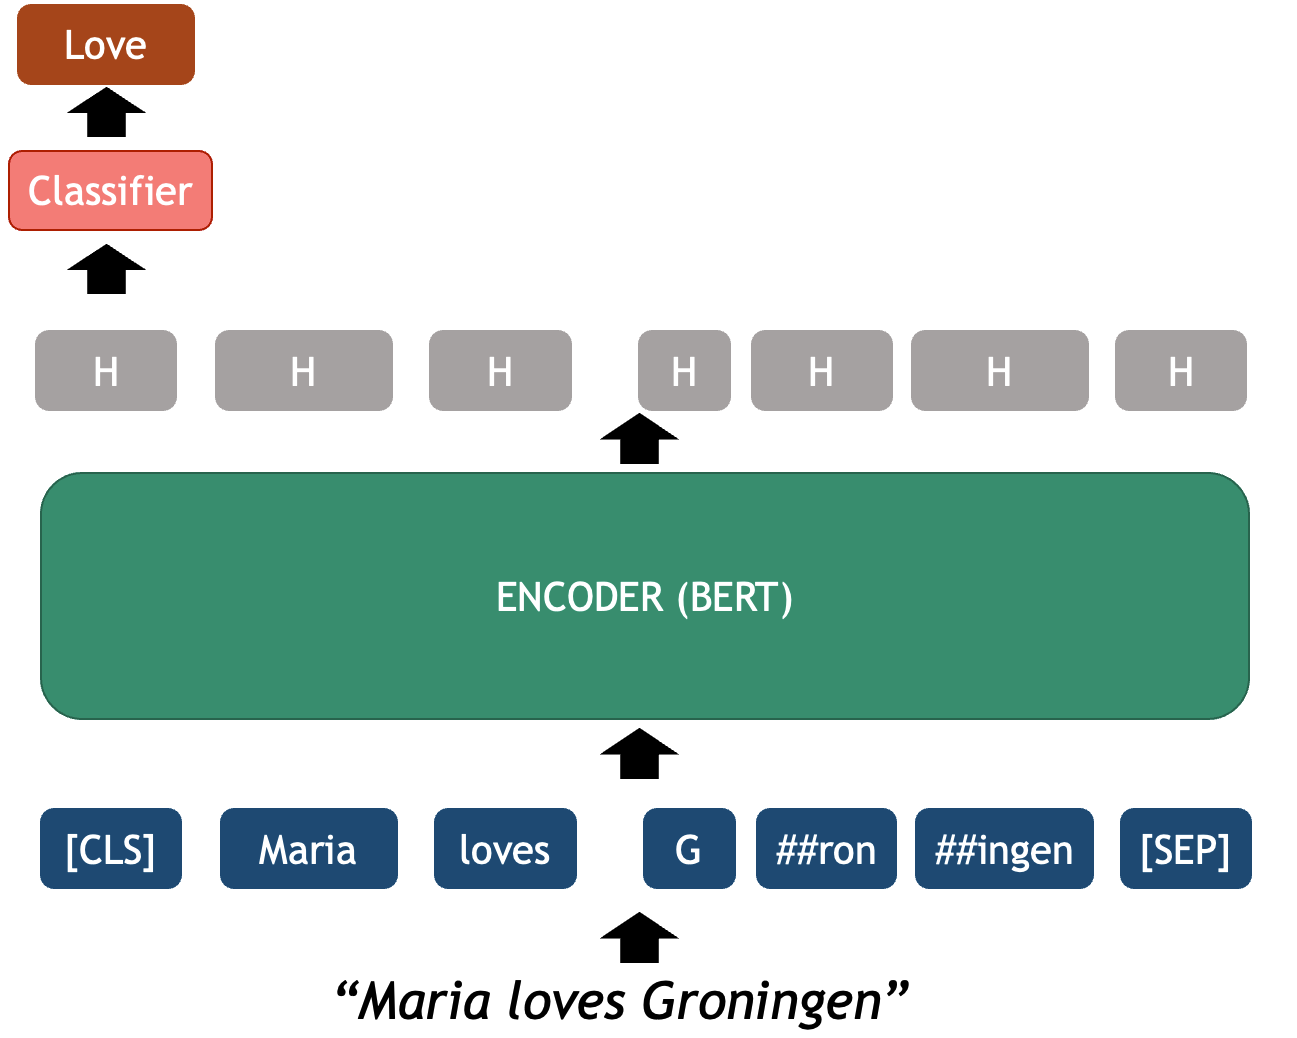 Love
Classifier
H H H H H H H
ENCODER (BERT)
[CLS] Maria loves G ##ron ##ingen [SEP]
“Maria loves Groningen”